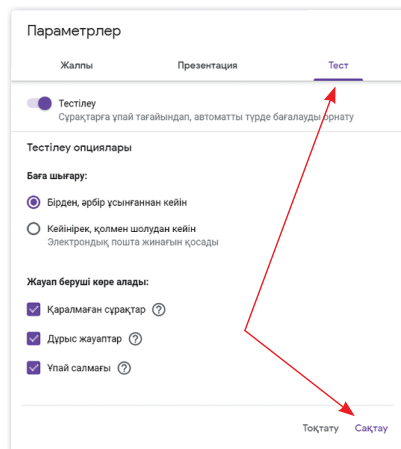 Параметрлер
Жалпы Презентация Тест
Тестілеу
Сұрақтарға ұпай тағайындап, автоматты түрде бағалауды орнату
Тестілеу опциялары
Баға шығару:
Бірден, әрбір ұсынғаннан кейін
Кейінірек, қолмен шолудан кейін
Электрондық пошта жинағын қосады
Жауап беруші көре алады:
Қаралмаған сұрақтар ?
Дұрыс жауаптар ?
Ұпай салмағы ?
Тоқтату Сақтау